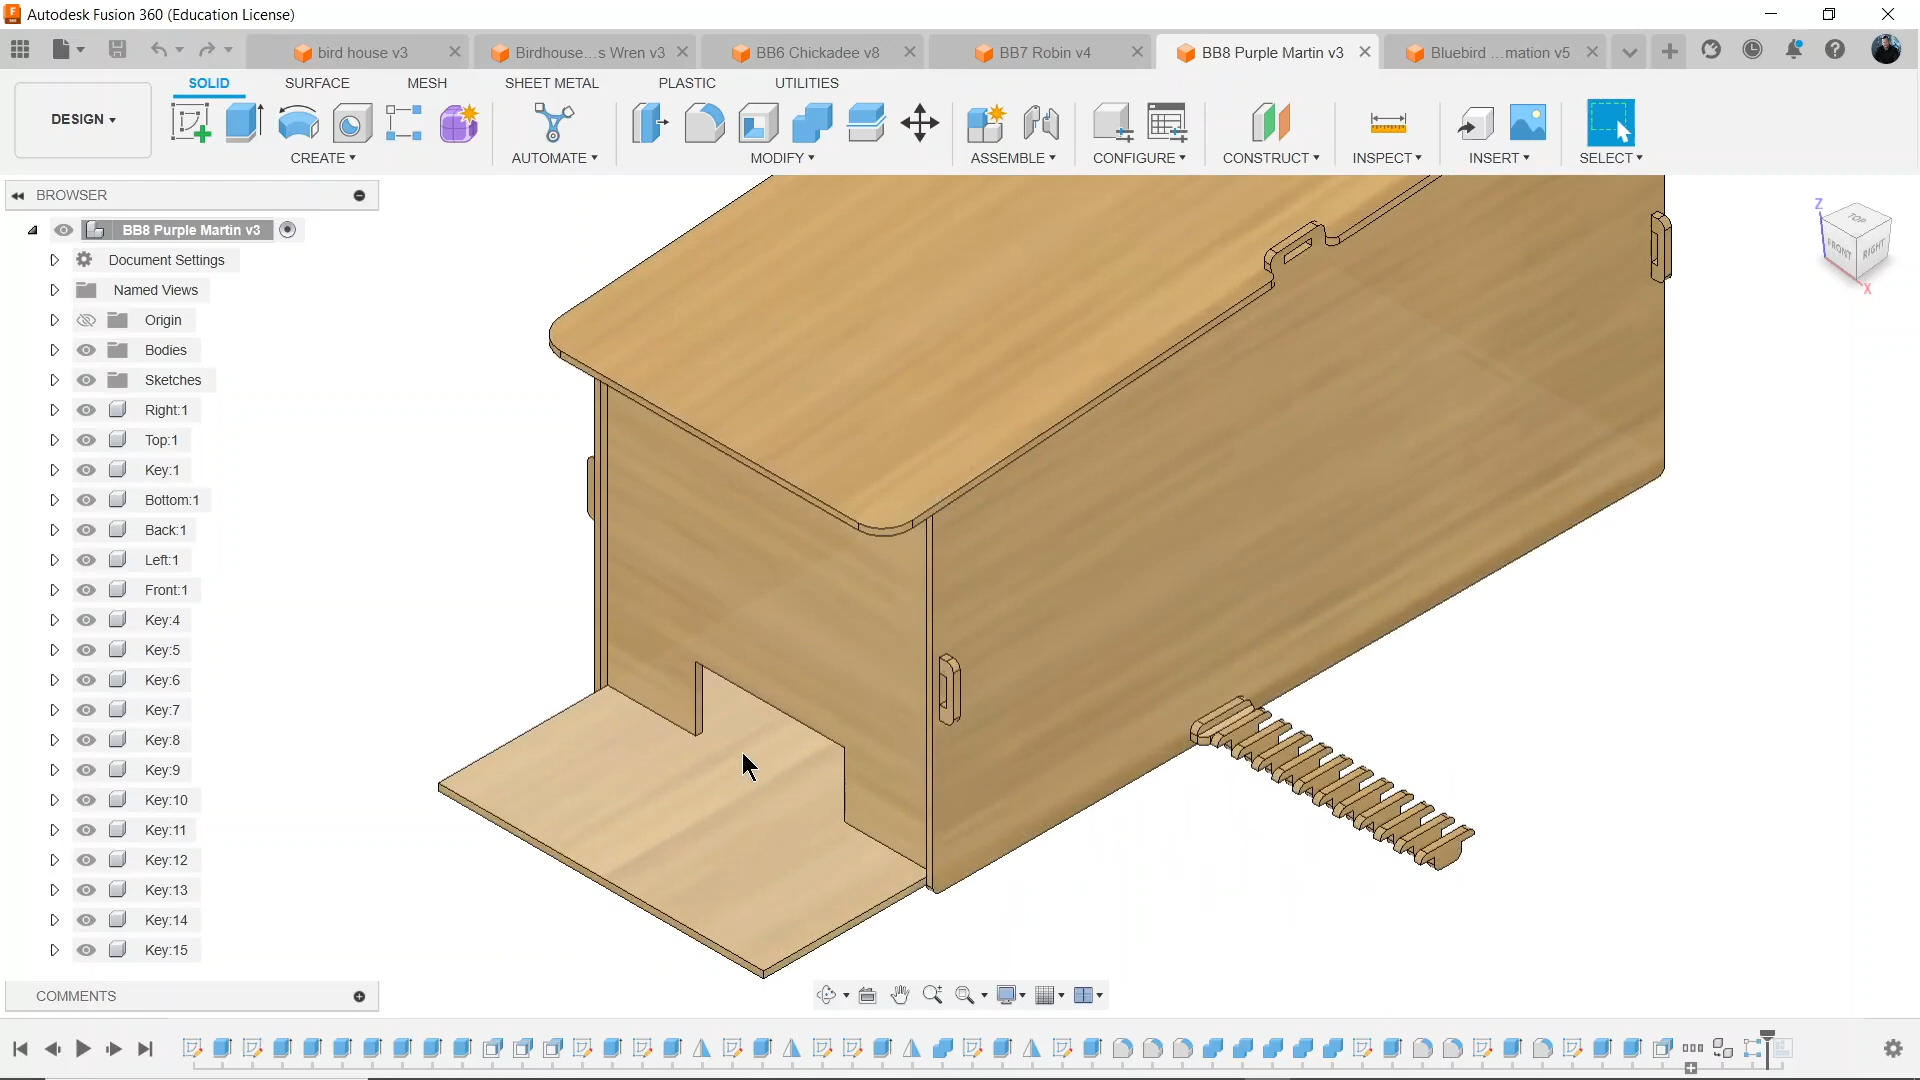 Autodesk Fusion 360 (Education License)
bird house v3
Birdhouse...s Wren v3
BB6 Chickadee v8
BB7 Robin v4
BB8 Purple Martin v3
Bluebird ...mation v5
DESIGN
SOLID
SURFACE
MESH
SHEET METAL
PLASTIC
UTILITIES
CREATE
AUTOMATE
MODIFY
ASSEMBLE
CONFIGURE
CONSTRUCT
INSPECT
INSERT
SELECT
BROWSER
BB8 Purple Martin v3
Document Settings
Named Views
Origin
Bodies
Sketches
Right:1
Top:1
Key:1
Bottom:1
Back:1
Left:1
Front:1
Key:4
Key:5
Key:6
Key:7
Key:8
Key:9
Key:10
Key:11
Key:12
Key:13
Key:14
Key:15
COMMENTS
Z
TOP
FRONT
RIGHT
X